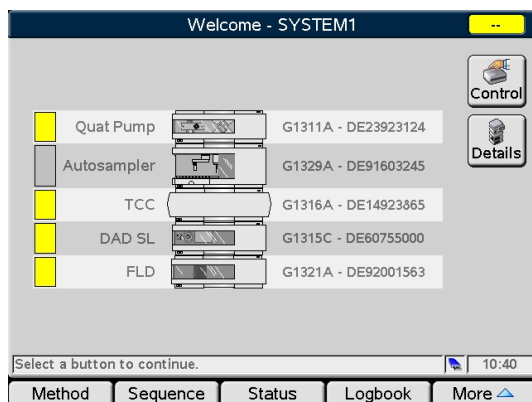 Welcome - SYSTEM1
--
Control
Details
Quat Pump G1311A - DE23923124
Autosampler G1329A - DE91603245
TCC G1316A - DE14923865
DAD SL G1315C - DE60755000
FLD G1321A - DE92001563
Select a button to continue. 10:40
Method Sequence Status Logbook More